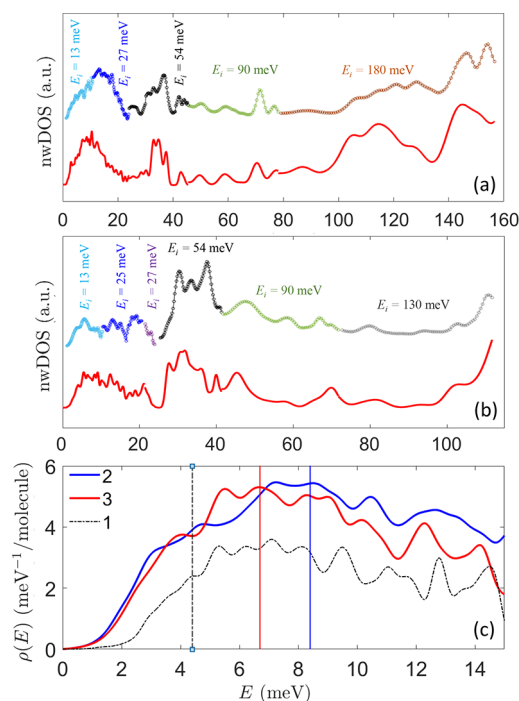 E_i = 13 meV
E_i = 27 meV
E_i = 54 meV
E_i = 90 meV
E_i = 180 meV
nwDOS (a.u.)
(a)
0 20 40 60 80 100 120 140 160
E_i = 13 meV
E_i = 25 meV
E_i = 27 meV
E_i = 54 meV
E_i = 90 meV
E_i = 130 meV
nwDOS (a.u.)
(b)
0 20 40 60 80 100
6
4
2
0
2
3
1
ρ(E) (meV⁻¹/molecule)
(c)
0 2 4 6 8 10 12 14
E (meV)